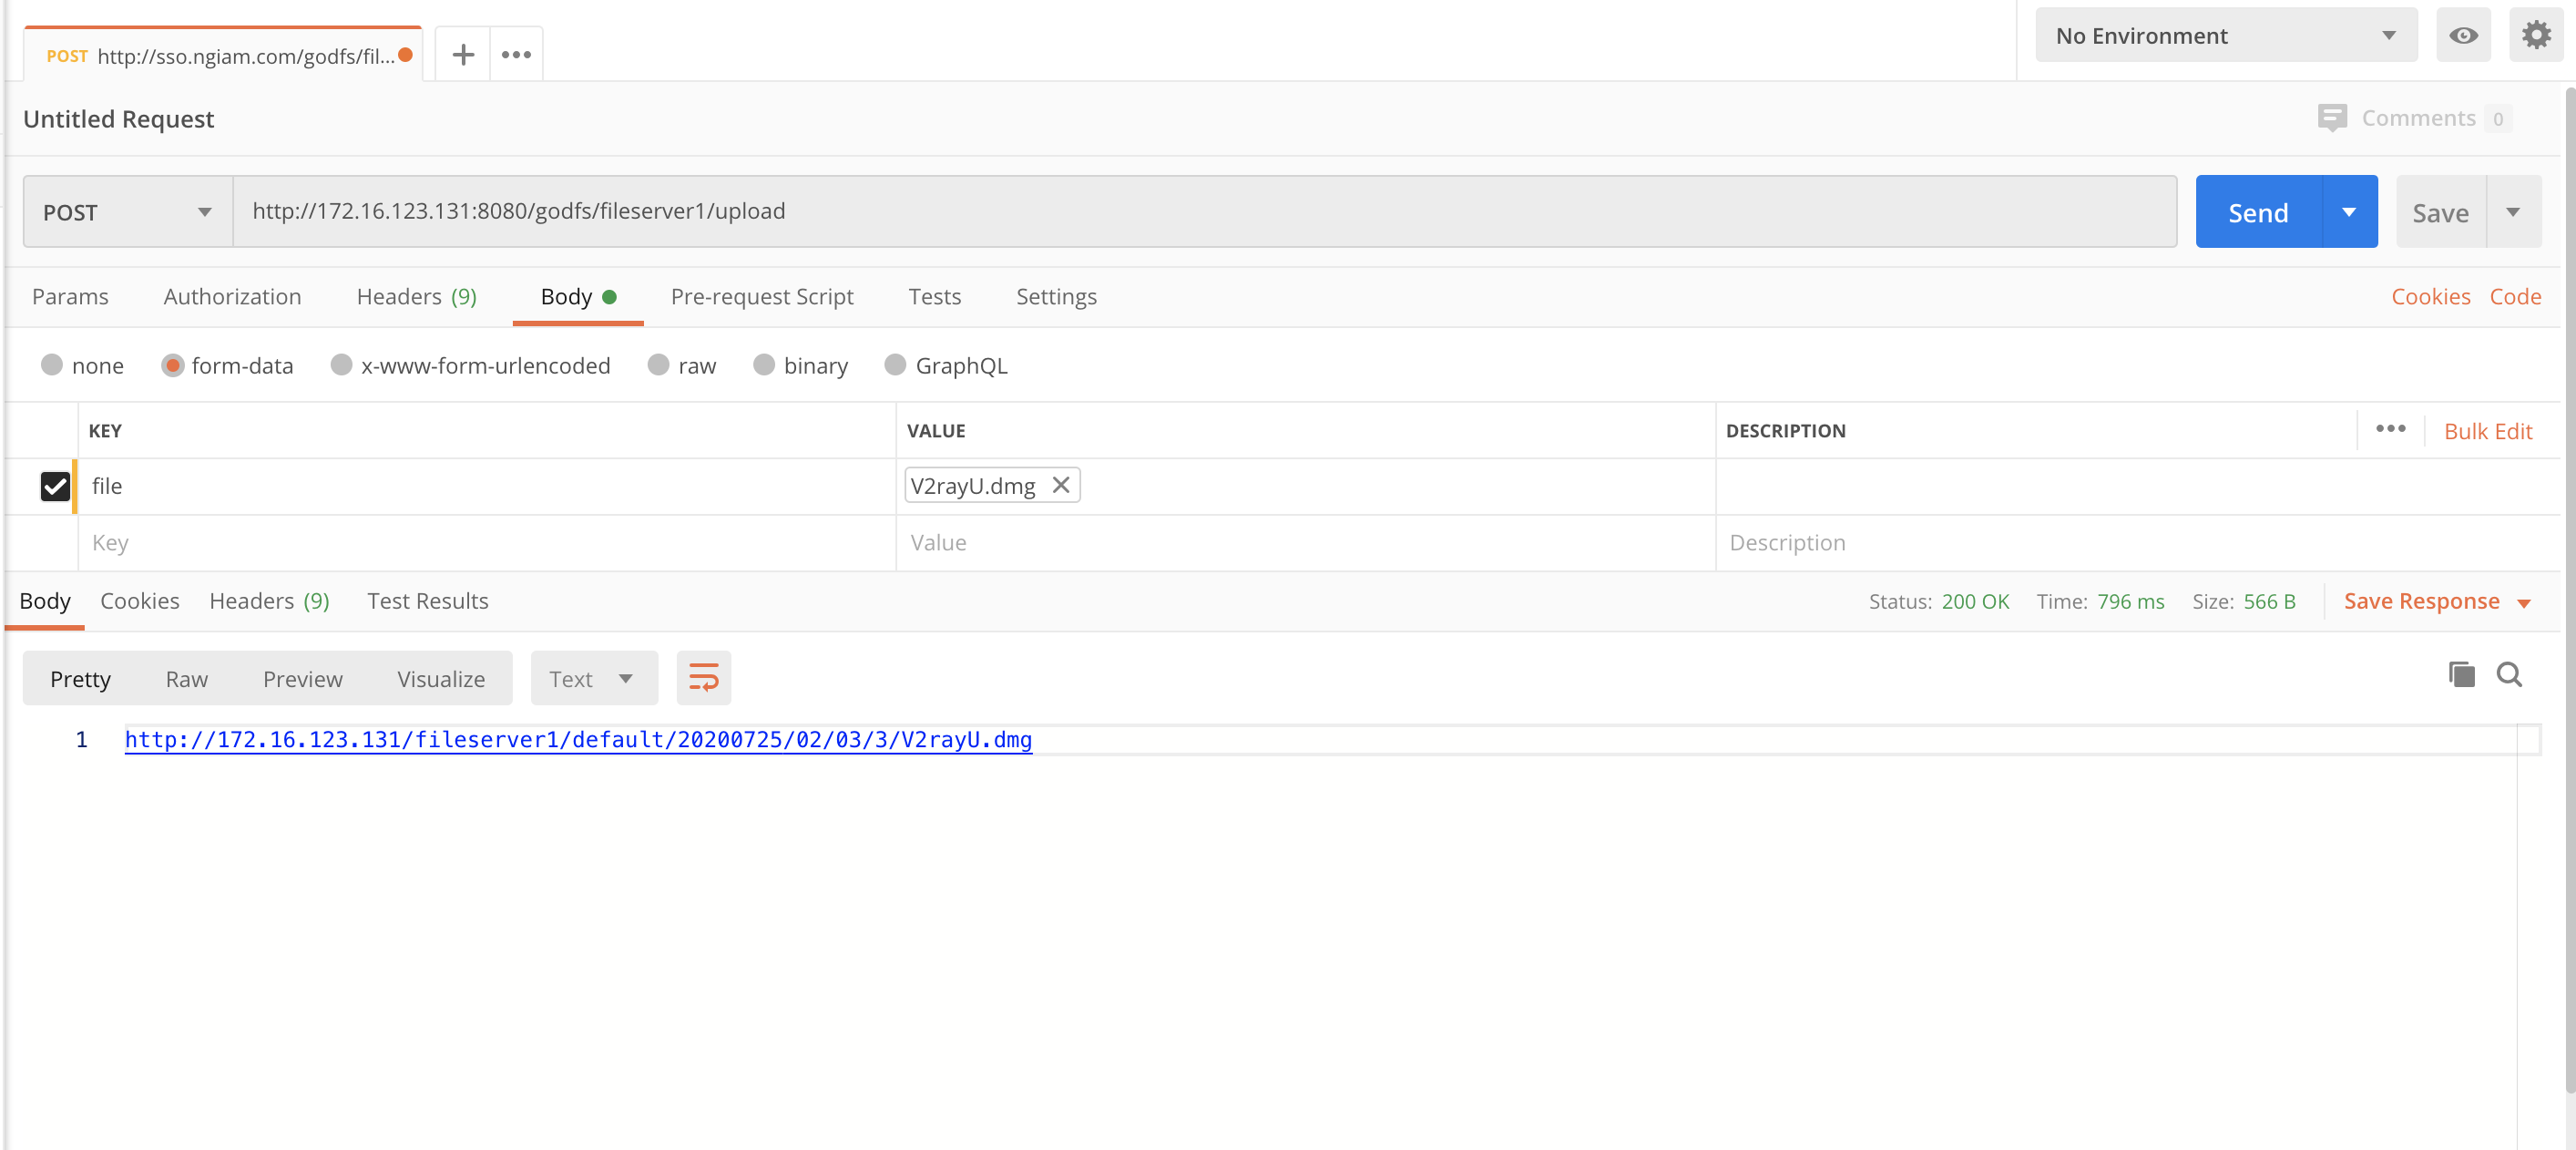 POST http://sso.ngiam.com/godfs/fil... No Environment
Untitled Request Comments 0
POST http://172.16.123.131:8080/godfs/fileserver1/upload Send Save
Params Authorization Headers (9) Body Pre-request Script Tests Settings Cookies Code
none form-data x-www-form-urlencoded raw binary GraphQL
KEY VALUE DESCRIPTION ••• Bulk Edit
file V2rayU.dmg
Key Value Description
Body Cookies Headers (9) Test Results Status: 200 OK Time: 796 ms Size: 566 B Save Response
Pretty Raw Preview Visualize Text
1 http://172.16.123.131/fileserver1/default/20200725/02/03/3/V2rayU.dmg